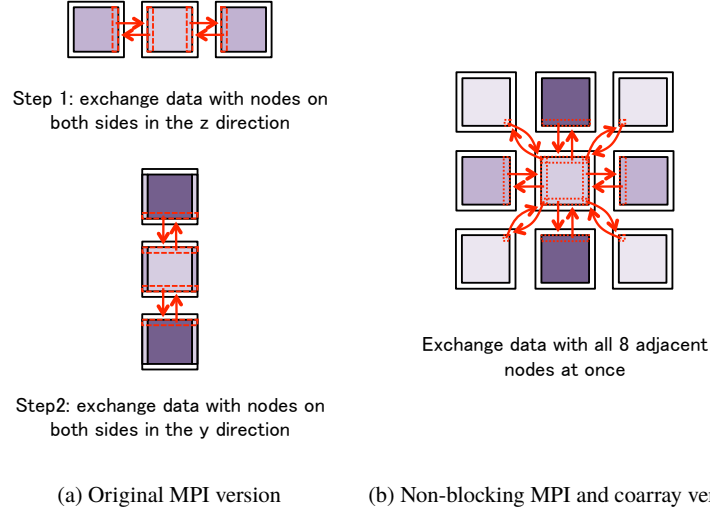 Step 1: exchange data with nodes on
both sides in the z direction
Step2: exchange data with nodes on
both sides in the y direction
Exchange data with all 8 adjacent
nodes at once
(a) Original MPI version
(b) Non-blocking MPI and coarray